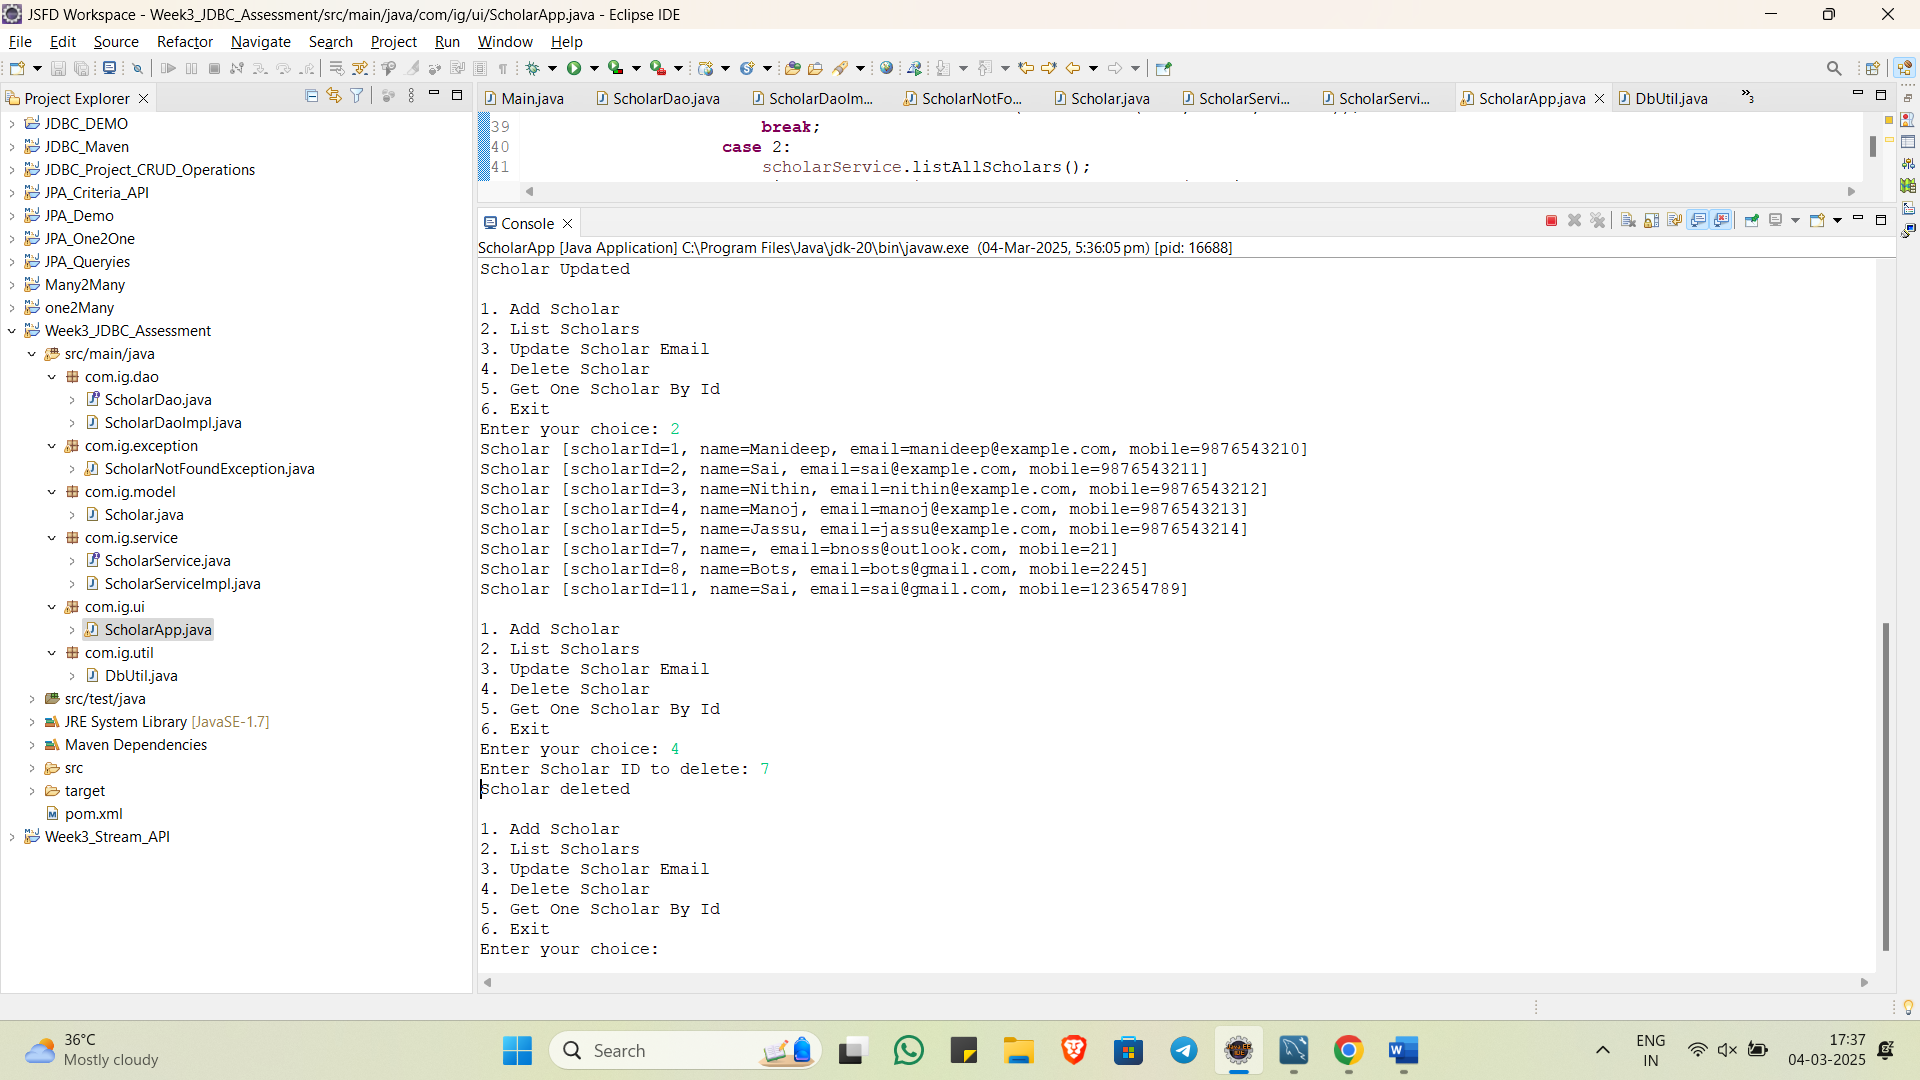 JSFD Workspace - Week3_JDBC_Assessment/src/main/java/com/ig/ui/ScholarApp.java - Eclipse IDE
File Edit Source Refactor Navigate Search Project Run Window Help
Project Explorer
JDBC_DEMO
JDBC_Maven
JDBC_Project_CRUD_Operations
JPA_Criteria_API
JPA_Demo
JPA_One2One
JPA_Queryies
Many2Many
one2Many
Week3_JDBC_Assessment
src/main/java
com.ig.dao
ScholarDao.java
ScholarDaoImpl.java
com.ig.exception
ScholarNotFoundException.java
com.ig.model
Scholar.java
com.ig.service
ScholarService.java
ScholarServiceImpl.java
com.ig.ui
ScholarApp.java
com.ig.util
DbUtil.java
src/test/java
JRE System Library [JavaSE-1.7]
Maven Dependencies
src
target
pom.xml
Week3_Stream_API
Main.java ScholarDao.java ScholarDaoIm... ScholarNotFo... Scholar.java ScholarServi... ScholarServi... ScholarApp.java DbUtil.java »3
39 break;
40 case 2:
41 scholarService.listAllScholars();
Console
ScholarApp [Java Application] C:\Program Files\Java\jdk-20\bin\javaw.exe (04-Mar-2025, 5:36:05 pm) [pid: 16688]
Scholar Updated
1. Add Scholar
2. List Scholars
3. Update Scholar Email
4. Delete Scholar
5. Get One Scholar By Id
6. Exit
Enter your choice: 2
Scholar [scholarId=1, name=Manideep, email=manideep@example.com, mobile=9876543210]
Scholar [scholarId=2, name=Sai, email=sai@example.com, mobile=9876543211]
Scholar [scholarId=3, name=Nithin, email=nithin@example.com, mobile=9876543212]
Scholar [scholarId=4, name=Manoj, email=manoj@example.com, mobile=9876543213]
Scholar [scholarId=5, name=Jassu, email=jassu@example.com, mobile=9876543214]
Scholar [scholarId=7, name=, email=bnoss@outlook.com, mobile=21]
Scholar [scholarId=8, name=Bots, email=bots@gmail.com, mobile=2245]
Scholar [scholarId=11, name=Sai, email=sai@gmail.com, mobile=123654789]
1. Add Scholar
2. List Scholars
3. Update Scholar Email
4. Delete Scholar
5. Get One Scholar By Id
6. Exit
Enter your choice: 4
Enter Scholar ID to delete: 7
Scholar deleted
1. Add Scholar
2. List Scholars
3. Update Scholar Email
4. Delete Scholar
5. Get One Scholar By Id
6. Exit
Enter your choice:
36°C
Mostly cloudy
Search
ENG
IN
17:37
04-03-2025